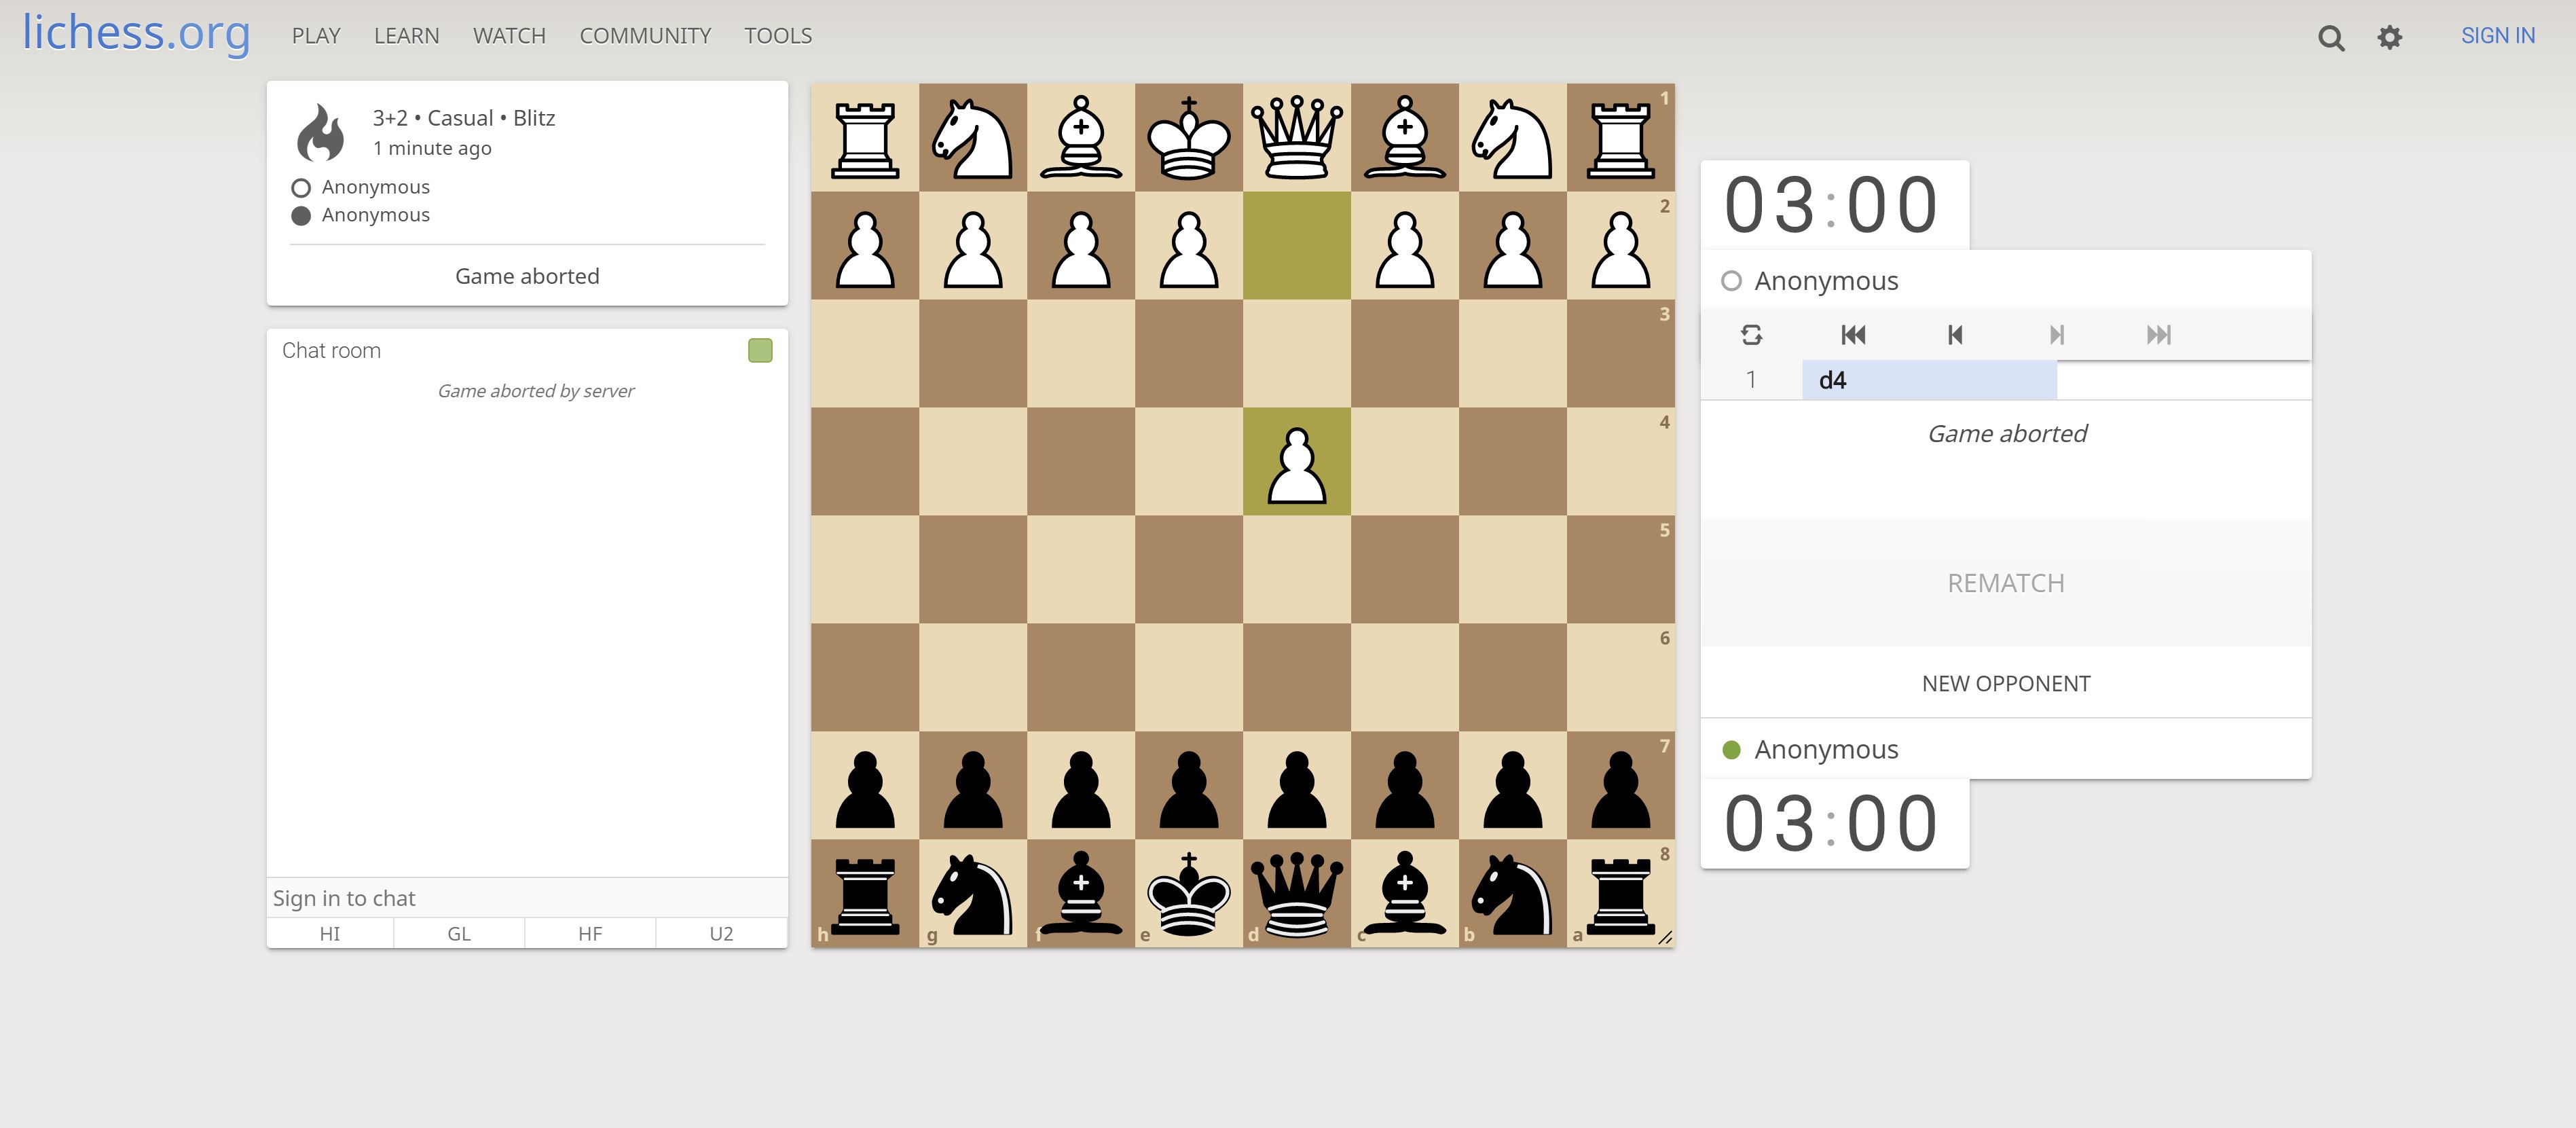 lichess.org PLAY LEARN WATCH COMMUNITY TOOLS SIGN IN
3+2 • Casual • Blitz
1 minute ago
Anonymous
Anonymous
Game aborted
Chat room
Game aborted by server
Sign in to chat
HI GL HF U2
1
2
3
4
5
6
7
8
h g f e d c b a
03:00
Anonymous
1 d4
Game aborted
REMATCH
NEW OPPONENT
Anonymous
03:00